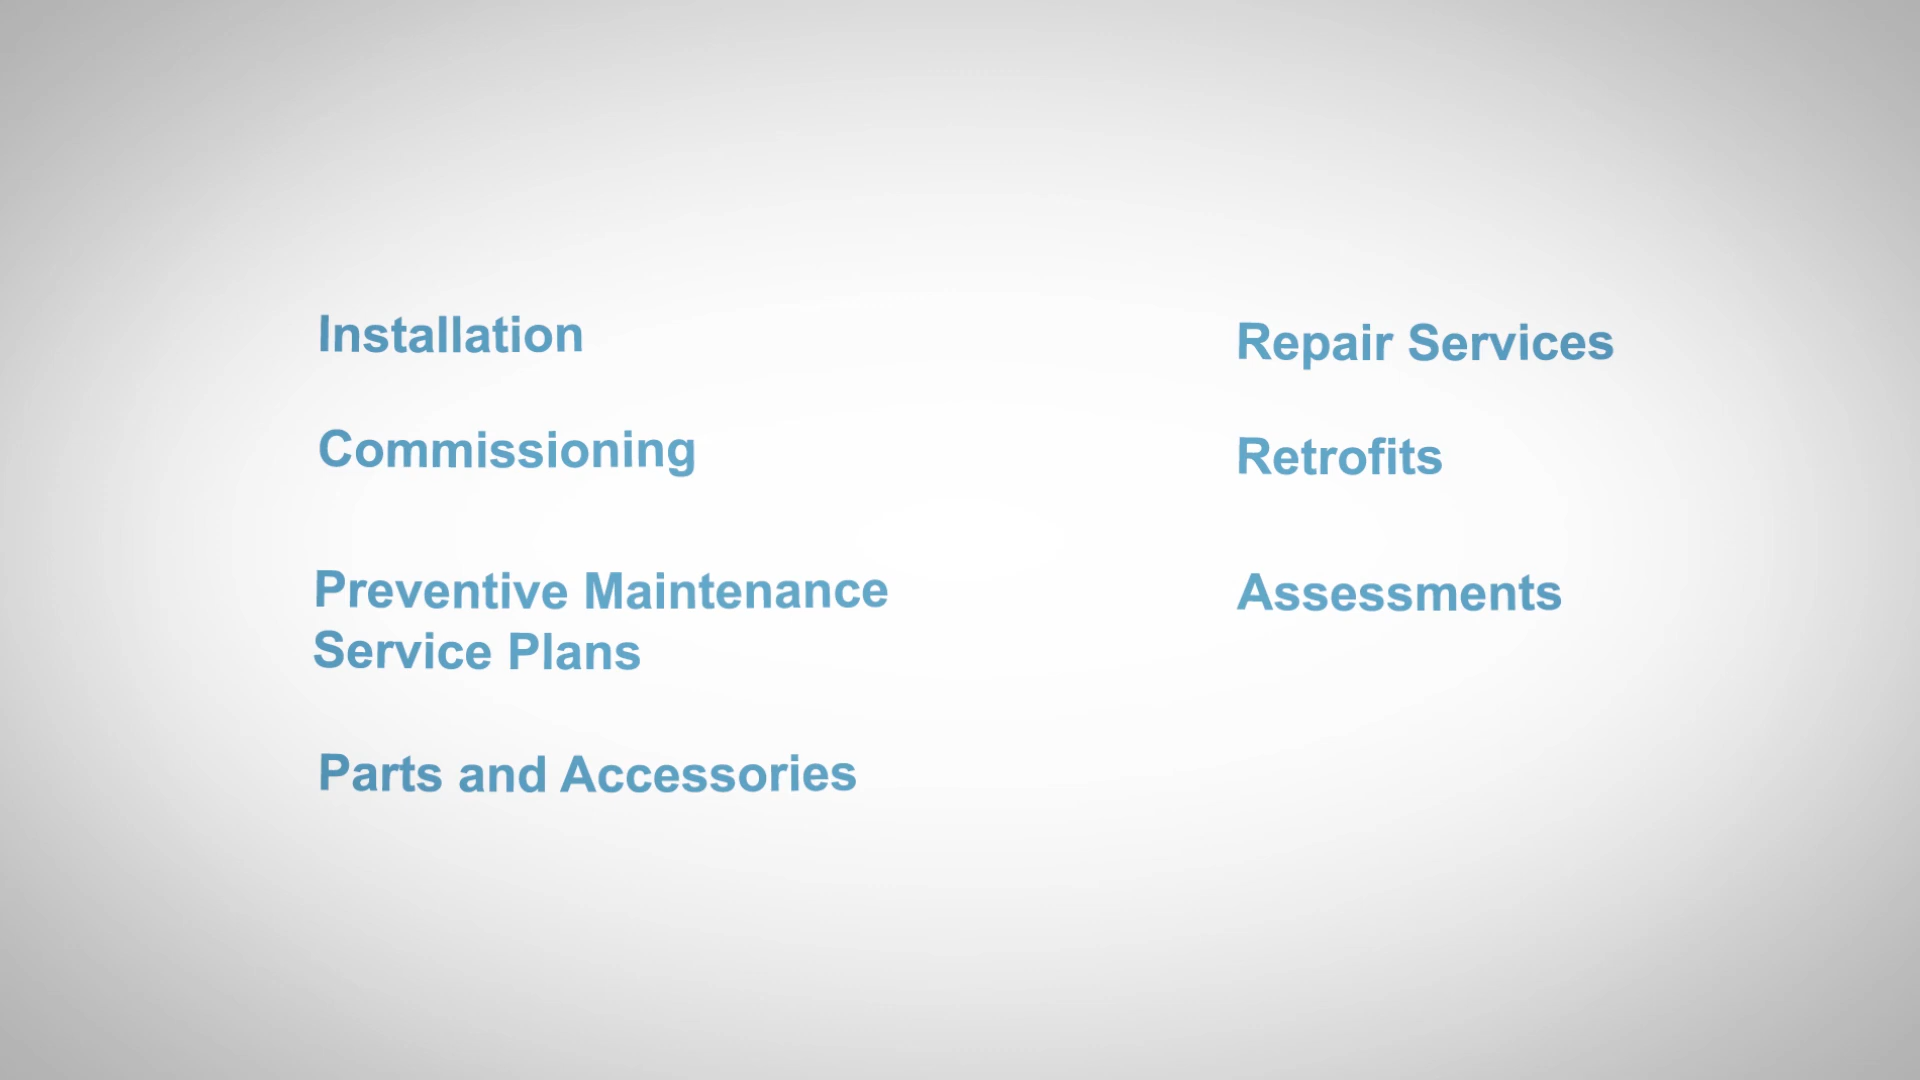 Installation
Commissioning
Preventive Maintenance
Service Plans
Parts and Accessories
Repair Services
Retrofits
Assessments